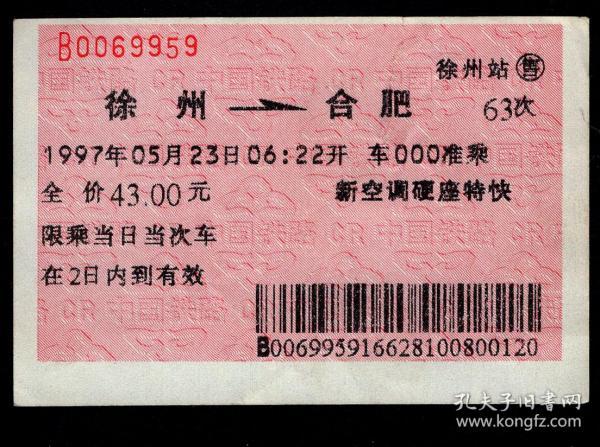 B0069959
徐州站㊕售
徐州 → 合肥
63次
1997年05月23日06:22开 车000准乘
全 价43.00元
新空调硬座特快
限乘当日当次车
在2日内到有效
B00699591662810080​0120
孔夫子旧书网
www.kongfz.com